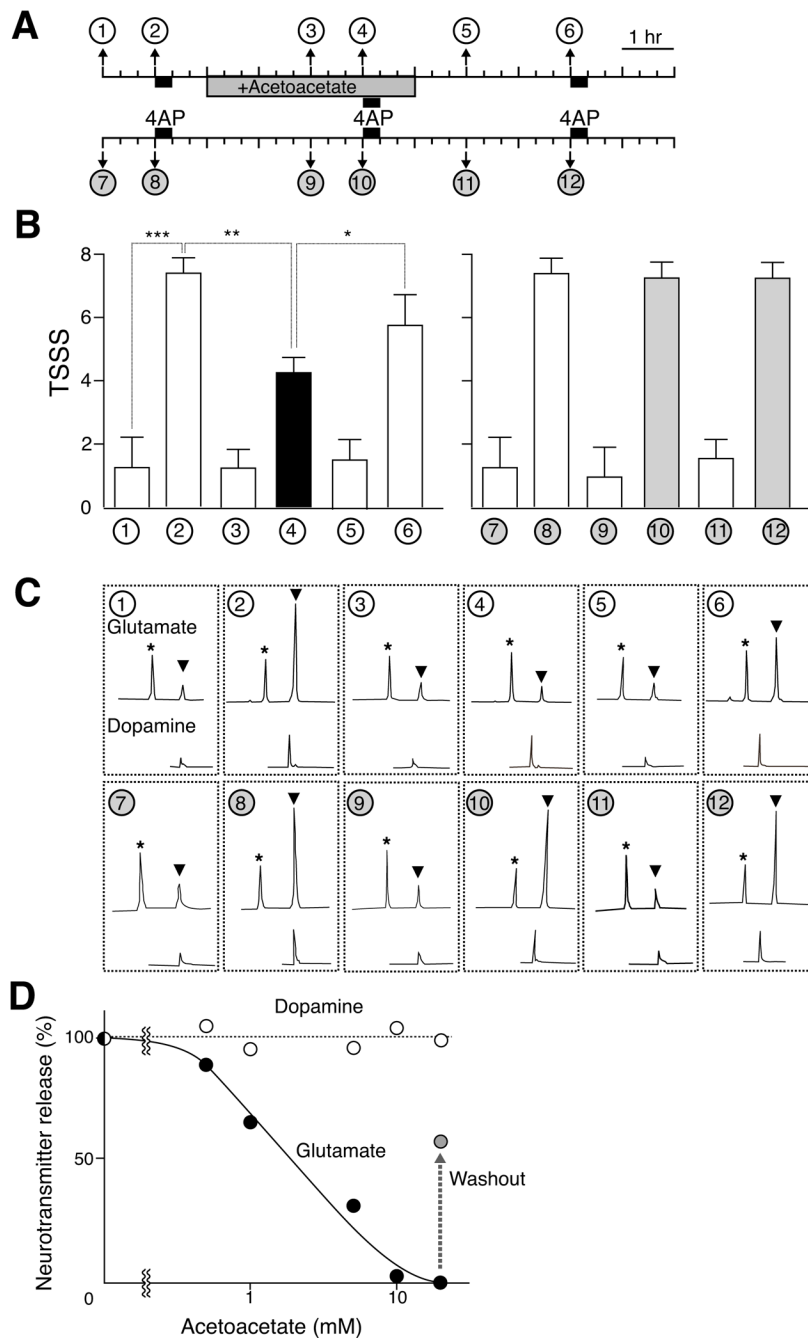 A
① ② ③ ④ ⑤ ⑥ 1 hr
+Acetoacetate
4AP 4AP 4AP
⑦ ⑧ ⑨ ⑩ ⑪ ⑫
B
*** ** *
TSSS
8
6
4
2
0
① ② ③ ④ ⑤ ⑥ ⑦ ⑧ ⑨ ⑩ ⑪ ⑫
C
① ② ③ ④ ⑤ ⑥
Glutamate
* * * * * *
Dopamine
⑦ ⑧ ⑨ ⑩ ⑪ ⑫
* * * * * *
D
Neurotransmitter release (%)
Dopamine
100
Glutamate
50
Washout
0 1 10
Acetoacetate (mM)